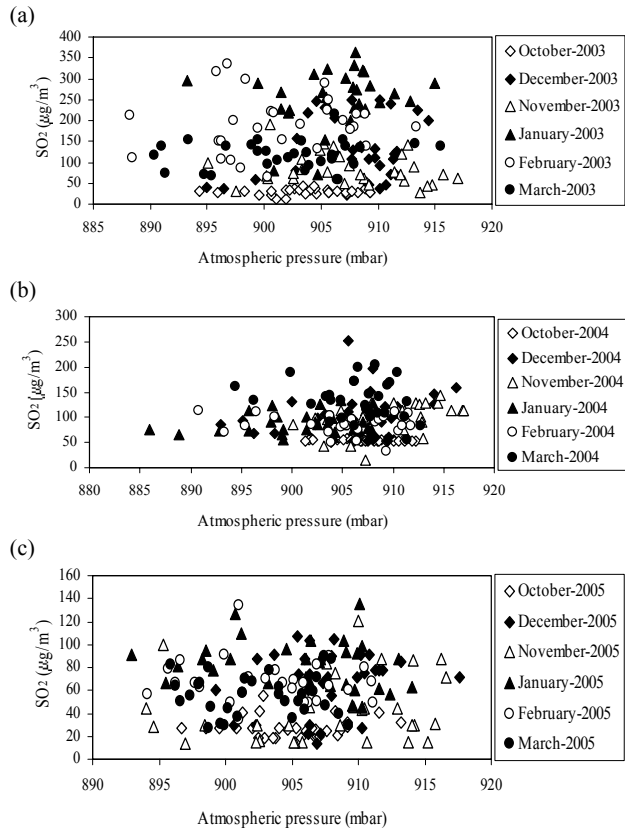 (a)
400
350
300
250
200
150
100
50
0
SO2 (µg/m3)
885 890 895 900 905 910 915 920
Atmospheric pressure (mbar)
October-2003
December-2003
November-2003
January-2003
February-2003
March-2003
(b)
300
250
200
150
100
50
0
SO2 (µg/m3)
880 885 890 895 900 905 910 915 920
Atmospheric pressure (mbar)
October-2004
December-2004
November-2004
January-2004
February-2004
March-2004
(c)
160
140
120
100
80
60
40
20
0
SO2 (µg/m3)
890 895 900 905 910 915 920
Atmospheric pressure (mbar)
October-2005
December-2005
November-2005
January-2005
February-2005
March-2005